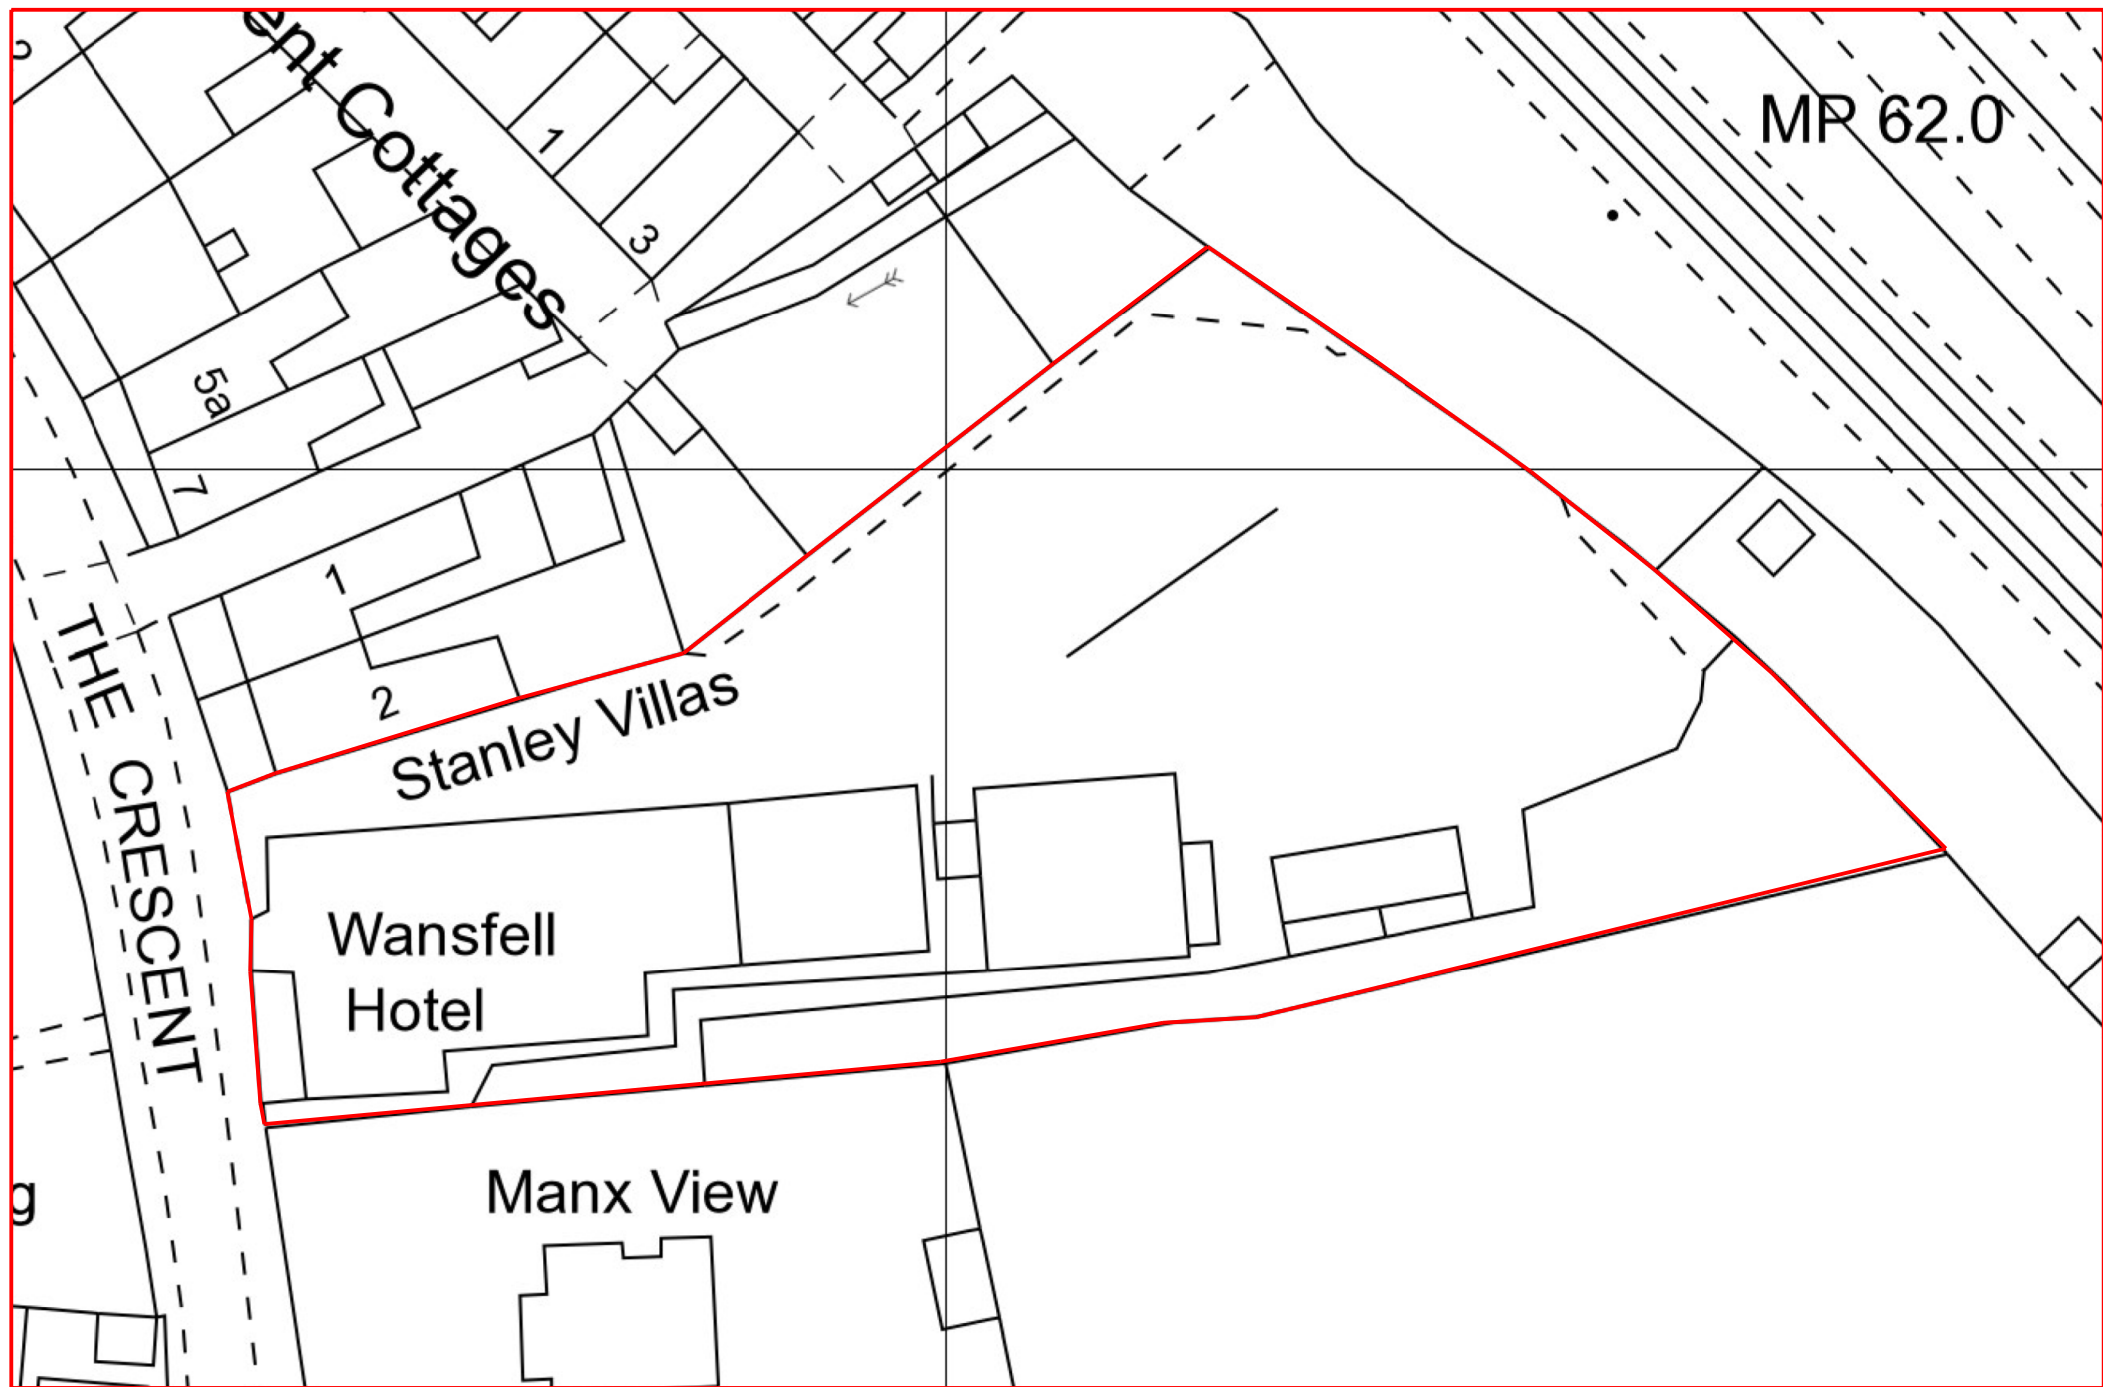 ent Cottages
MP 62.0
1
3
5a
7
1
2
THE CRESCENT
Stanley Villas
Wansfell
Hotel
Manx View
g